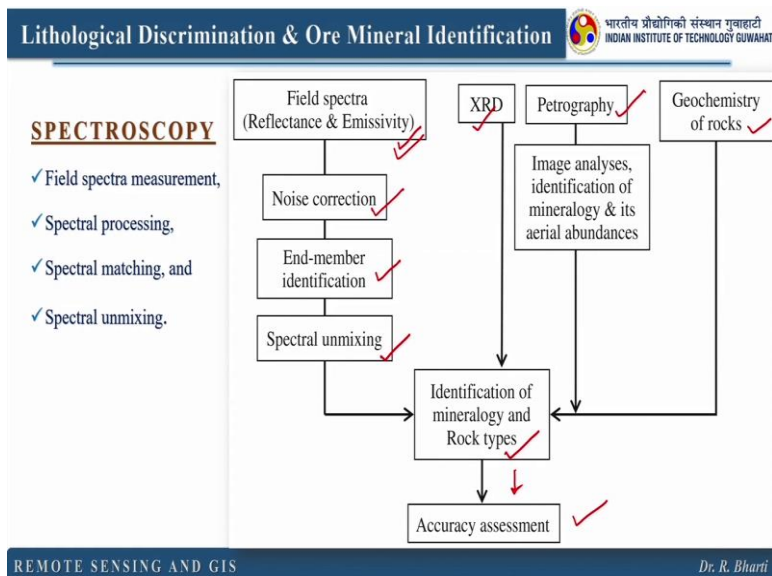 Lithological Discrimination & Ore Mineral Identification
भारतीय प्रौद्योगिकी संस्थान गुवाहाटी
INDIAN INSTITUTE OF TECHNOLOGY GUWAHAT
SPECTROSCOPY
✓Field spectra measurement,
✓Spectral processing,
✓Spectral matching, and
✓Spectral unmixing.
Field spectra
(Reflectance & Emissivity)
Noise correction
End-member
identification
Spectral unmixing
XRD
Petrography
Image analyses,
identification of
mineralogy & its
aerial abundances
Geochemistry
of rocks
Identification of
mineralogy and
Rock types
Accuracy assessment
REMOTE SENSING AND GIS
Dr. R. Bharti